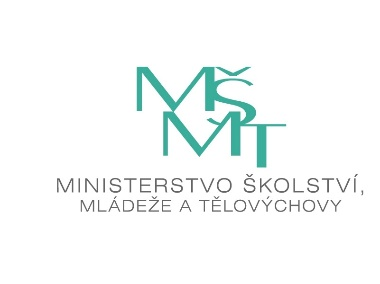 MŠ
MT
MINISTERSTVO ŠKOLSTVÍ,
MLÁDEŽE A TĚLOVÝCHOVY